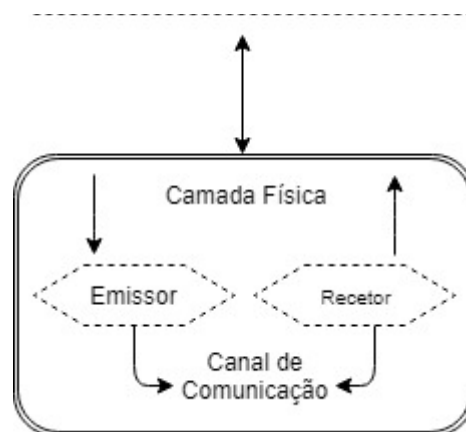 Camada Física
Emissor
Recetor
Canal de
Comunicação